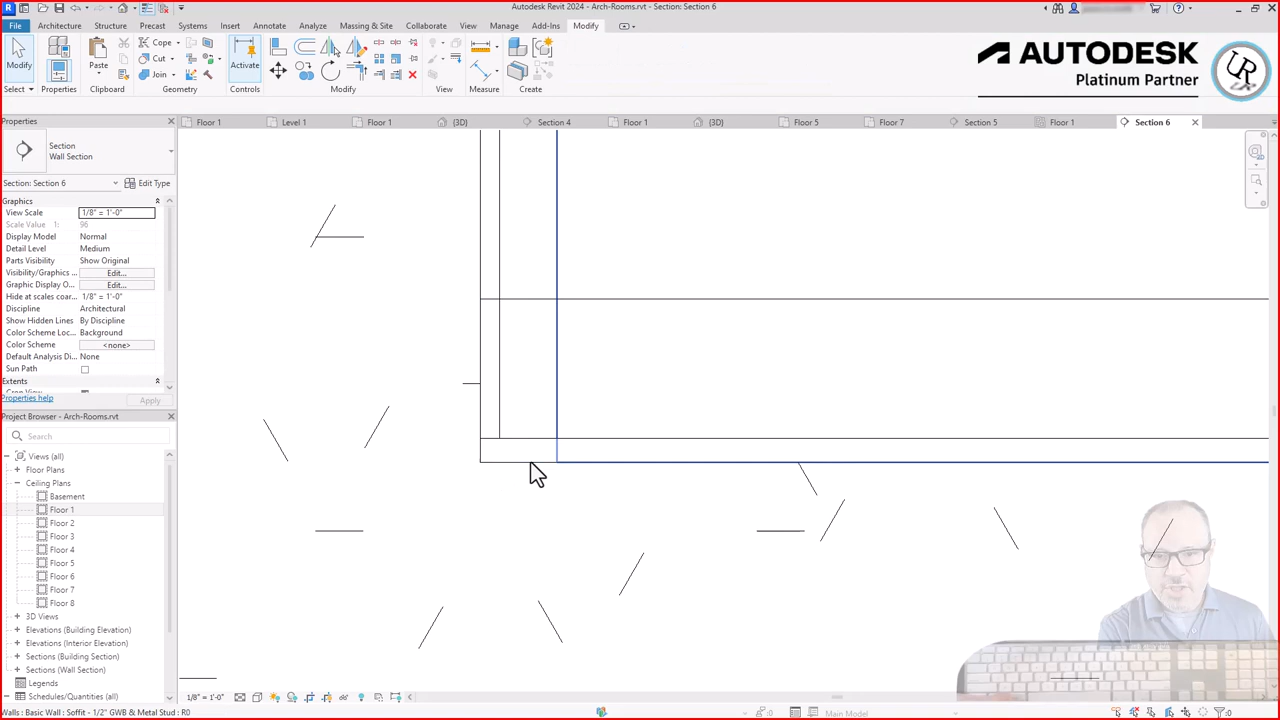 Autodesk Revit 2024 - Arch-Rooms.rvt - Section: Section 6
File Architecture Structure Precast Systems Insert Annotate Analyze Massing & Site Collaborate View Manage Add-Ins Modify
Cope
Cut
Join
Modify Paste Activate
Select Properties Clipboard Geometry Controls Modify View Measure Create
AUTODESK
Platinum Partner
Properties
Floor 1 Level 1 Floor 1 {3D} Section 4 Floor 1 {3D} Floor 5 Floor 7 Section 5 Floor 1 Section 6
Section
Wall Section
Section: Section 6 Edit Type
Graphics
View Scale 1/8" = 1'-0"
Scale Value 1: 96
Display Model Normal
Detail Level Medium
Parts Visibility Show Original
Visibility/Graphics ... Edit...
Graphic Display O... Edit...
Hide at scales coar... 1/8" = 1'-0"
Discipline Architectural
Show Hidden Lines By Discipline
Color Scheme Loc... Background
Color Scheme <none>
Default Analysis Di... None
Sun Path
Extents
Properties help Apply
Project Browser - Arch-Rooms.rvt
Search
Views (all)
Floor Plans
Ceiling Plans
Basement
Floor 1
Floor 2
Floor 3
Floor 4
Floor 5
Floor 6
Floor 7
Floor 8
3D Views
Elevations (Building Elevation)
Elevations (Interior Elevation)
Sections (Building Section)
Sections (Wall Section)
Legends
Schedules/Quantities (all)
1/8" = 1'-0"
Walls : Basic Wall : Soffit - 1/2" GWB & Metal Stud : R0
:0 Main Model :0